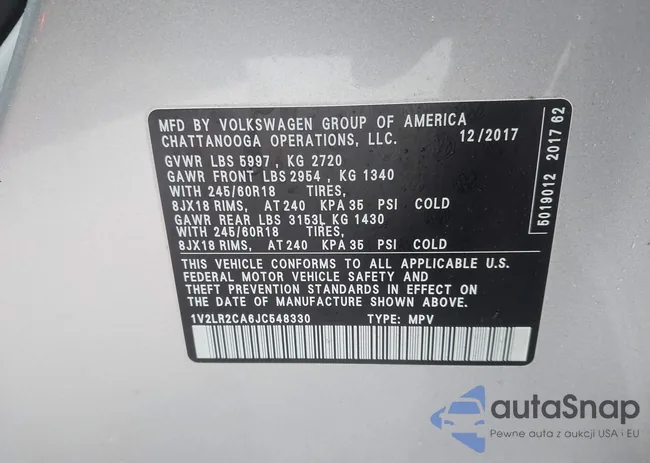 MFD BY VOLKSWAGEN GROUP OF AMERICA
CHATTANOOGA OPERATIONS, LLC. 12/2017
GVWR LBS 5997 , KG 2720
GAWR FRONT LBS 2954 , KG 1340
WITH 245/60R18 TIRES,
8JX18 RIMS, AT 240 KPA 35 PSI COLD
GAWR REAR LBS 3153L KG 1430
WITH 245/60R18 TIRES,
8JX18 RIMS, AT 240 KPA 35 PSI COLD
THIS VEHICLE CONFORMS TO ALL APPLICABLE U.S.
FEDERAL MOTOR VEHICLE SAFETY AND
THEFT PREVENTION STANDARDS IN EFFECT ON
THE DATE OF MANUFACTURE SHOWN ABOVE.
1V2LR2CA6JC548330 TYPE: MPV
5019012 2017 62
autoSnap
Pewne auta z aukcji USA i EU